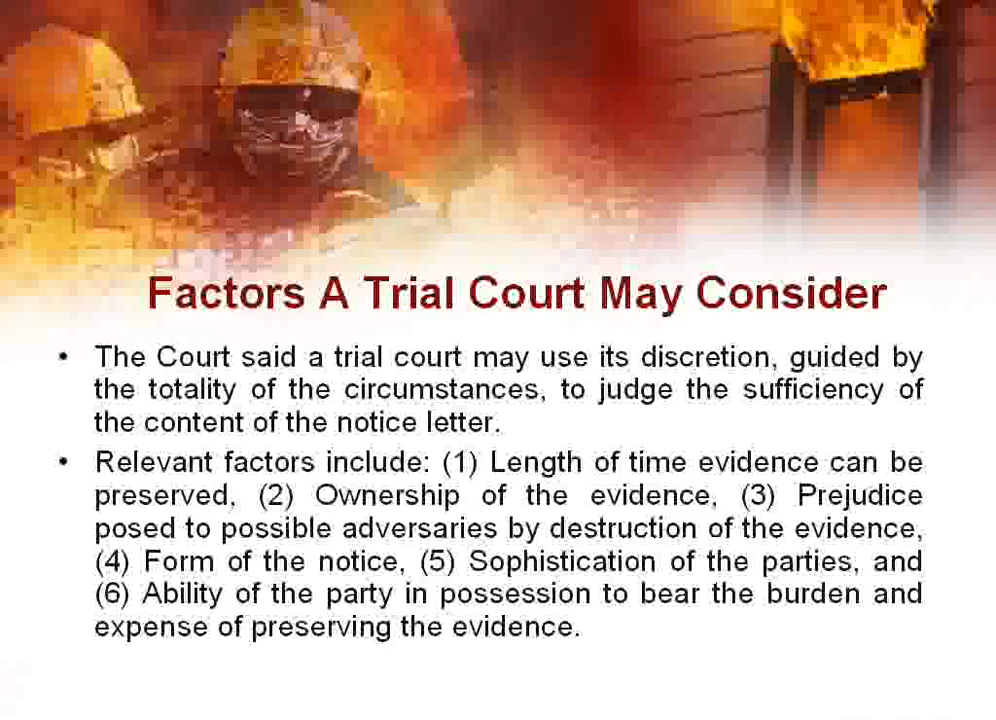 Factors A Trial Court May Consider
• The Court said a trial court may use its discretion, guided by
the totality of the circumstances, to judge the sufficiency of
the content of the notice letter.
• Relevant factors include: (1) Length of time evidence can be
preserved, (2) Ownership of the evidence, (3) Prejudice
posed to possible adversaries by destruction of the evidence,
(4) Form of the notice, (5) Sophistication of the parties, and
(6) Ability of the party in possession to bear the burden and
expense of preserving the evidence.